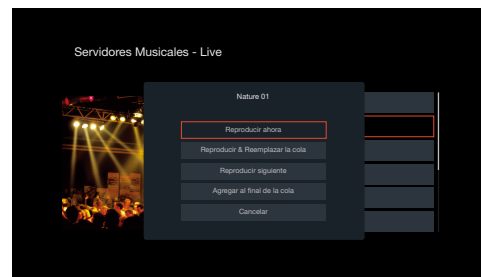 Servidores Musicales - Live
Nature 01
Reproducir ahora
Reproducir & Reemplazar la cola
Reproducir siguiente
Agregar al final de la cola
Cancelar